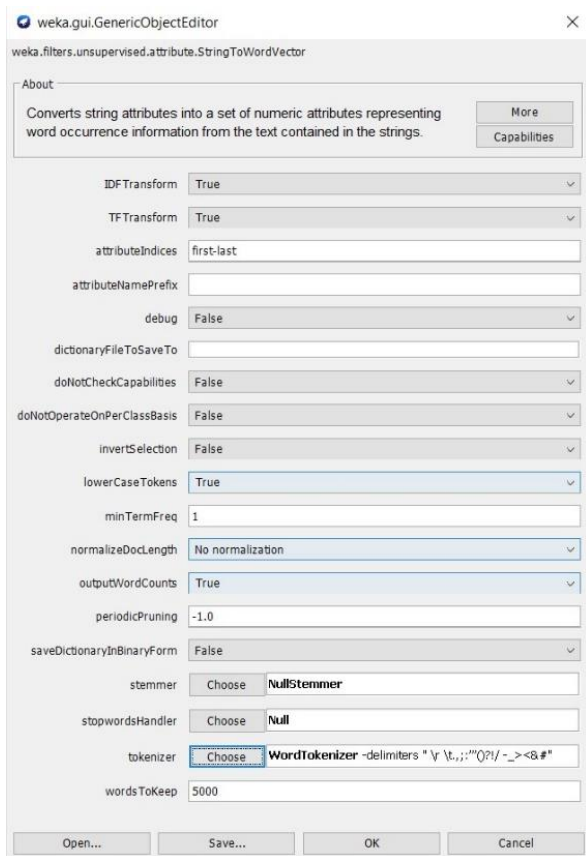 weka.gui.GenericObjectEditor
weka.filters.unsupervised.attribute.StringToWordVector
About
Converts string attributes into a set of numeric attributes representing
word occurrence information from the text contained in the strings.
More
Capabilities
IDFTransform True
TFTransform True
attributeIndices first-last
attributeNamePrefix
debug False
dictionaryFileToSaveTo
doNotCheckCapabilities False
doNotOperateOnPerClassBasis False
invertSelection False
lowerCaseTokens True
minTermFreq 1
normalizeDocLength No normalization
outputWordCounts True
periodicPruning -1.0
saveDictionaryInBinaryForm False
stemmer Choose NullStemmer
stopwordsHandler Choose Null
tokenizer Choose WordTokenizer -delimiters " \r \t.,;:'"()?!/ -_><&#"
wordsToKeep 5000
Open... Save... OK Cancel